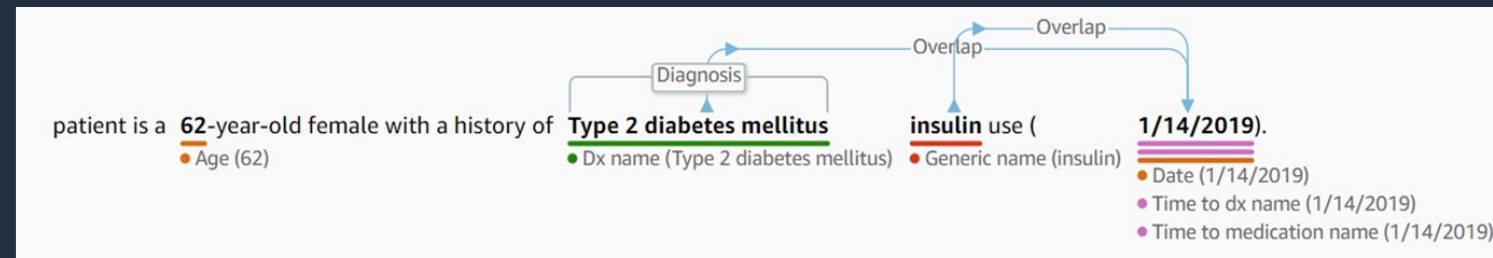 Overlap
Overlap
Diagnosis
patient is a 62-year-old female with a history of Type 2 diabetes mellitus insulin use ( 1/14/2019).
• Age (62) • Dx name (Type 2 diabetes mellitus) • Generic name (insulin)
• Date (1/14/2019)
• Time to dx name (1/14/2019)
• Time to medication name (1/14/2019)